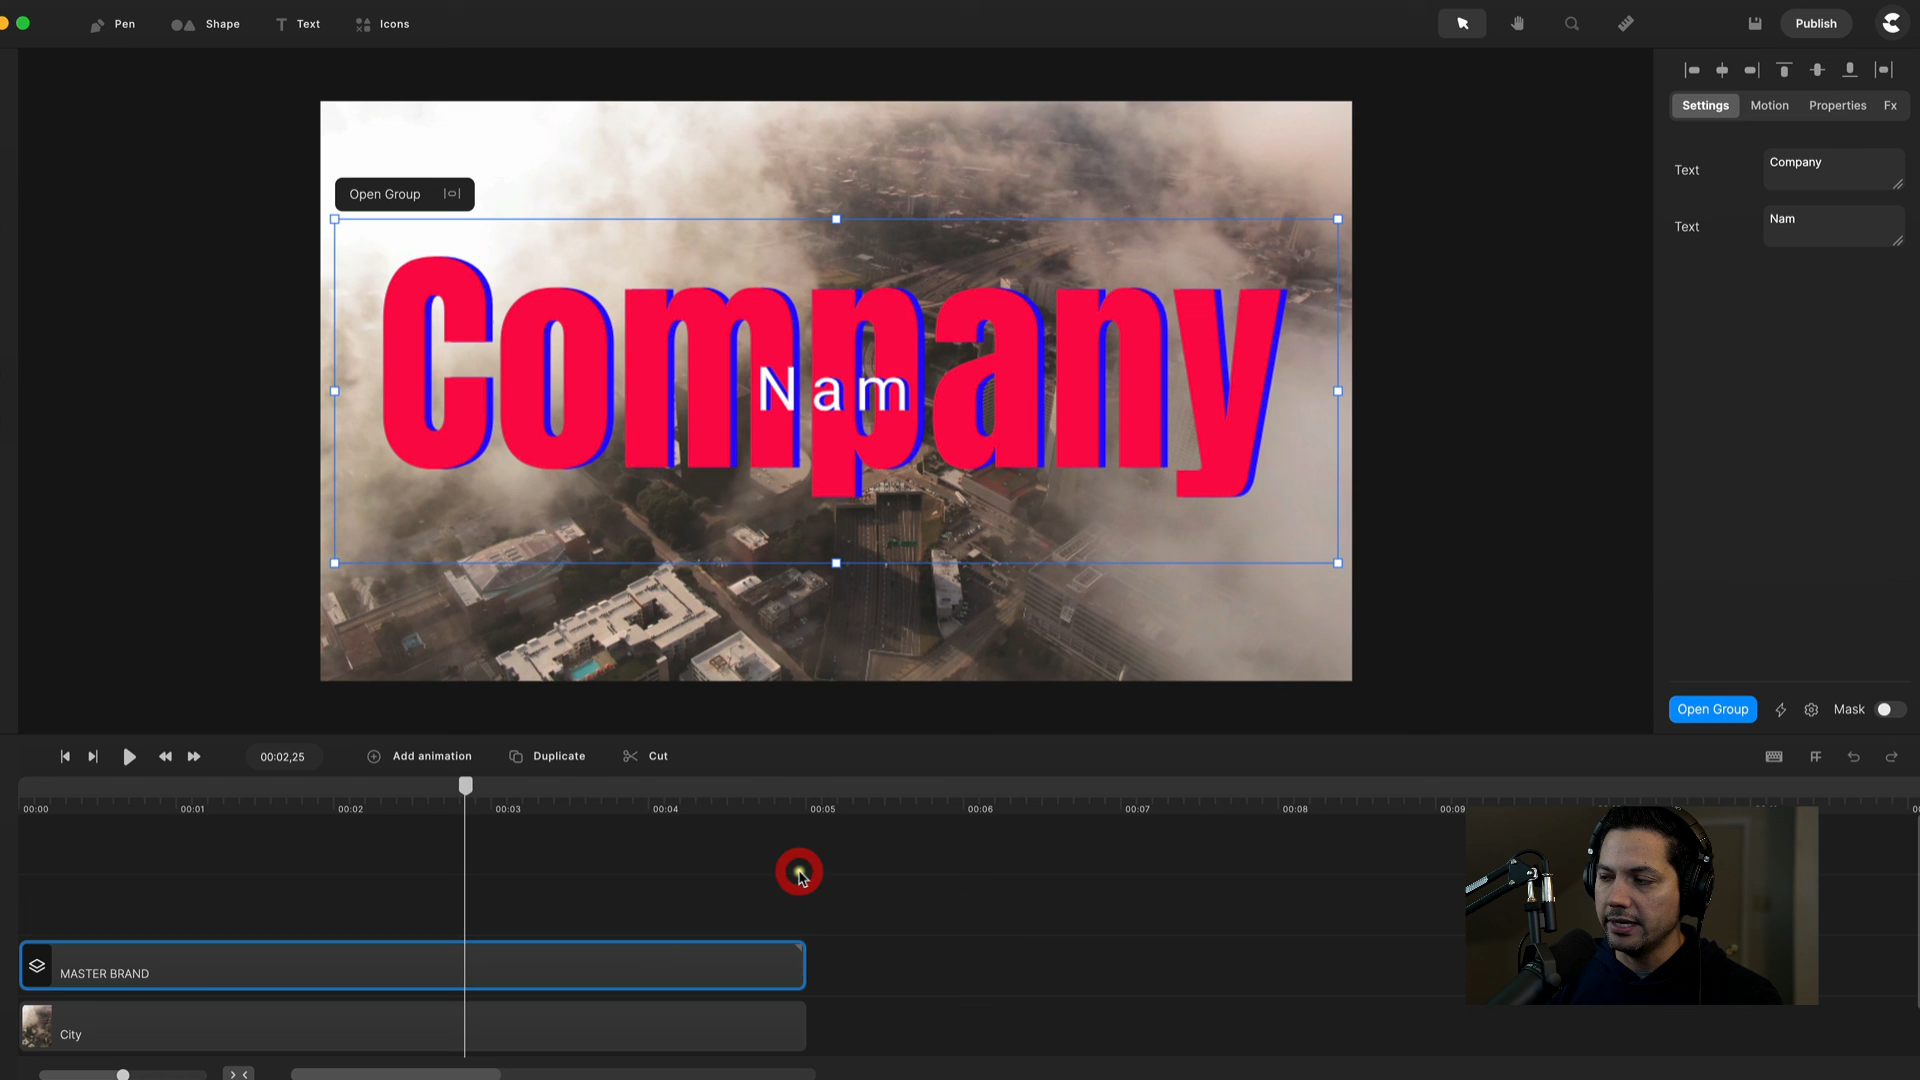 Pen Shape Text Icons Publish
Settings Motion Properties Fx
Text Company
Text Nam
Open Group
Company
Nam
Open Group Mask
00:02,25 Add animation Duplicate Cut
00:00 00:01 00:02 00:03 00:04 00:05 00:06 00:07 00:08 00:09
MASTER BRAND
City